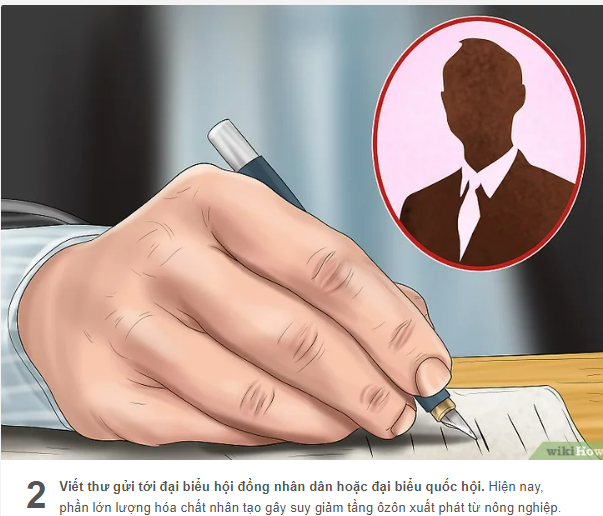 wikiHow
2 Viết thư gửi tới đại biểu hội đồng nhân dân hoặc đại biểu quốc hội. Hiện nay,
phần lớn lượng hóa chất nhân tạo gây suy giảm tầng ôzôn xuất phát từ nông nghiệp.